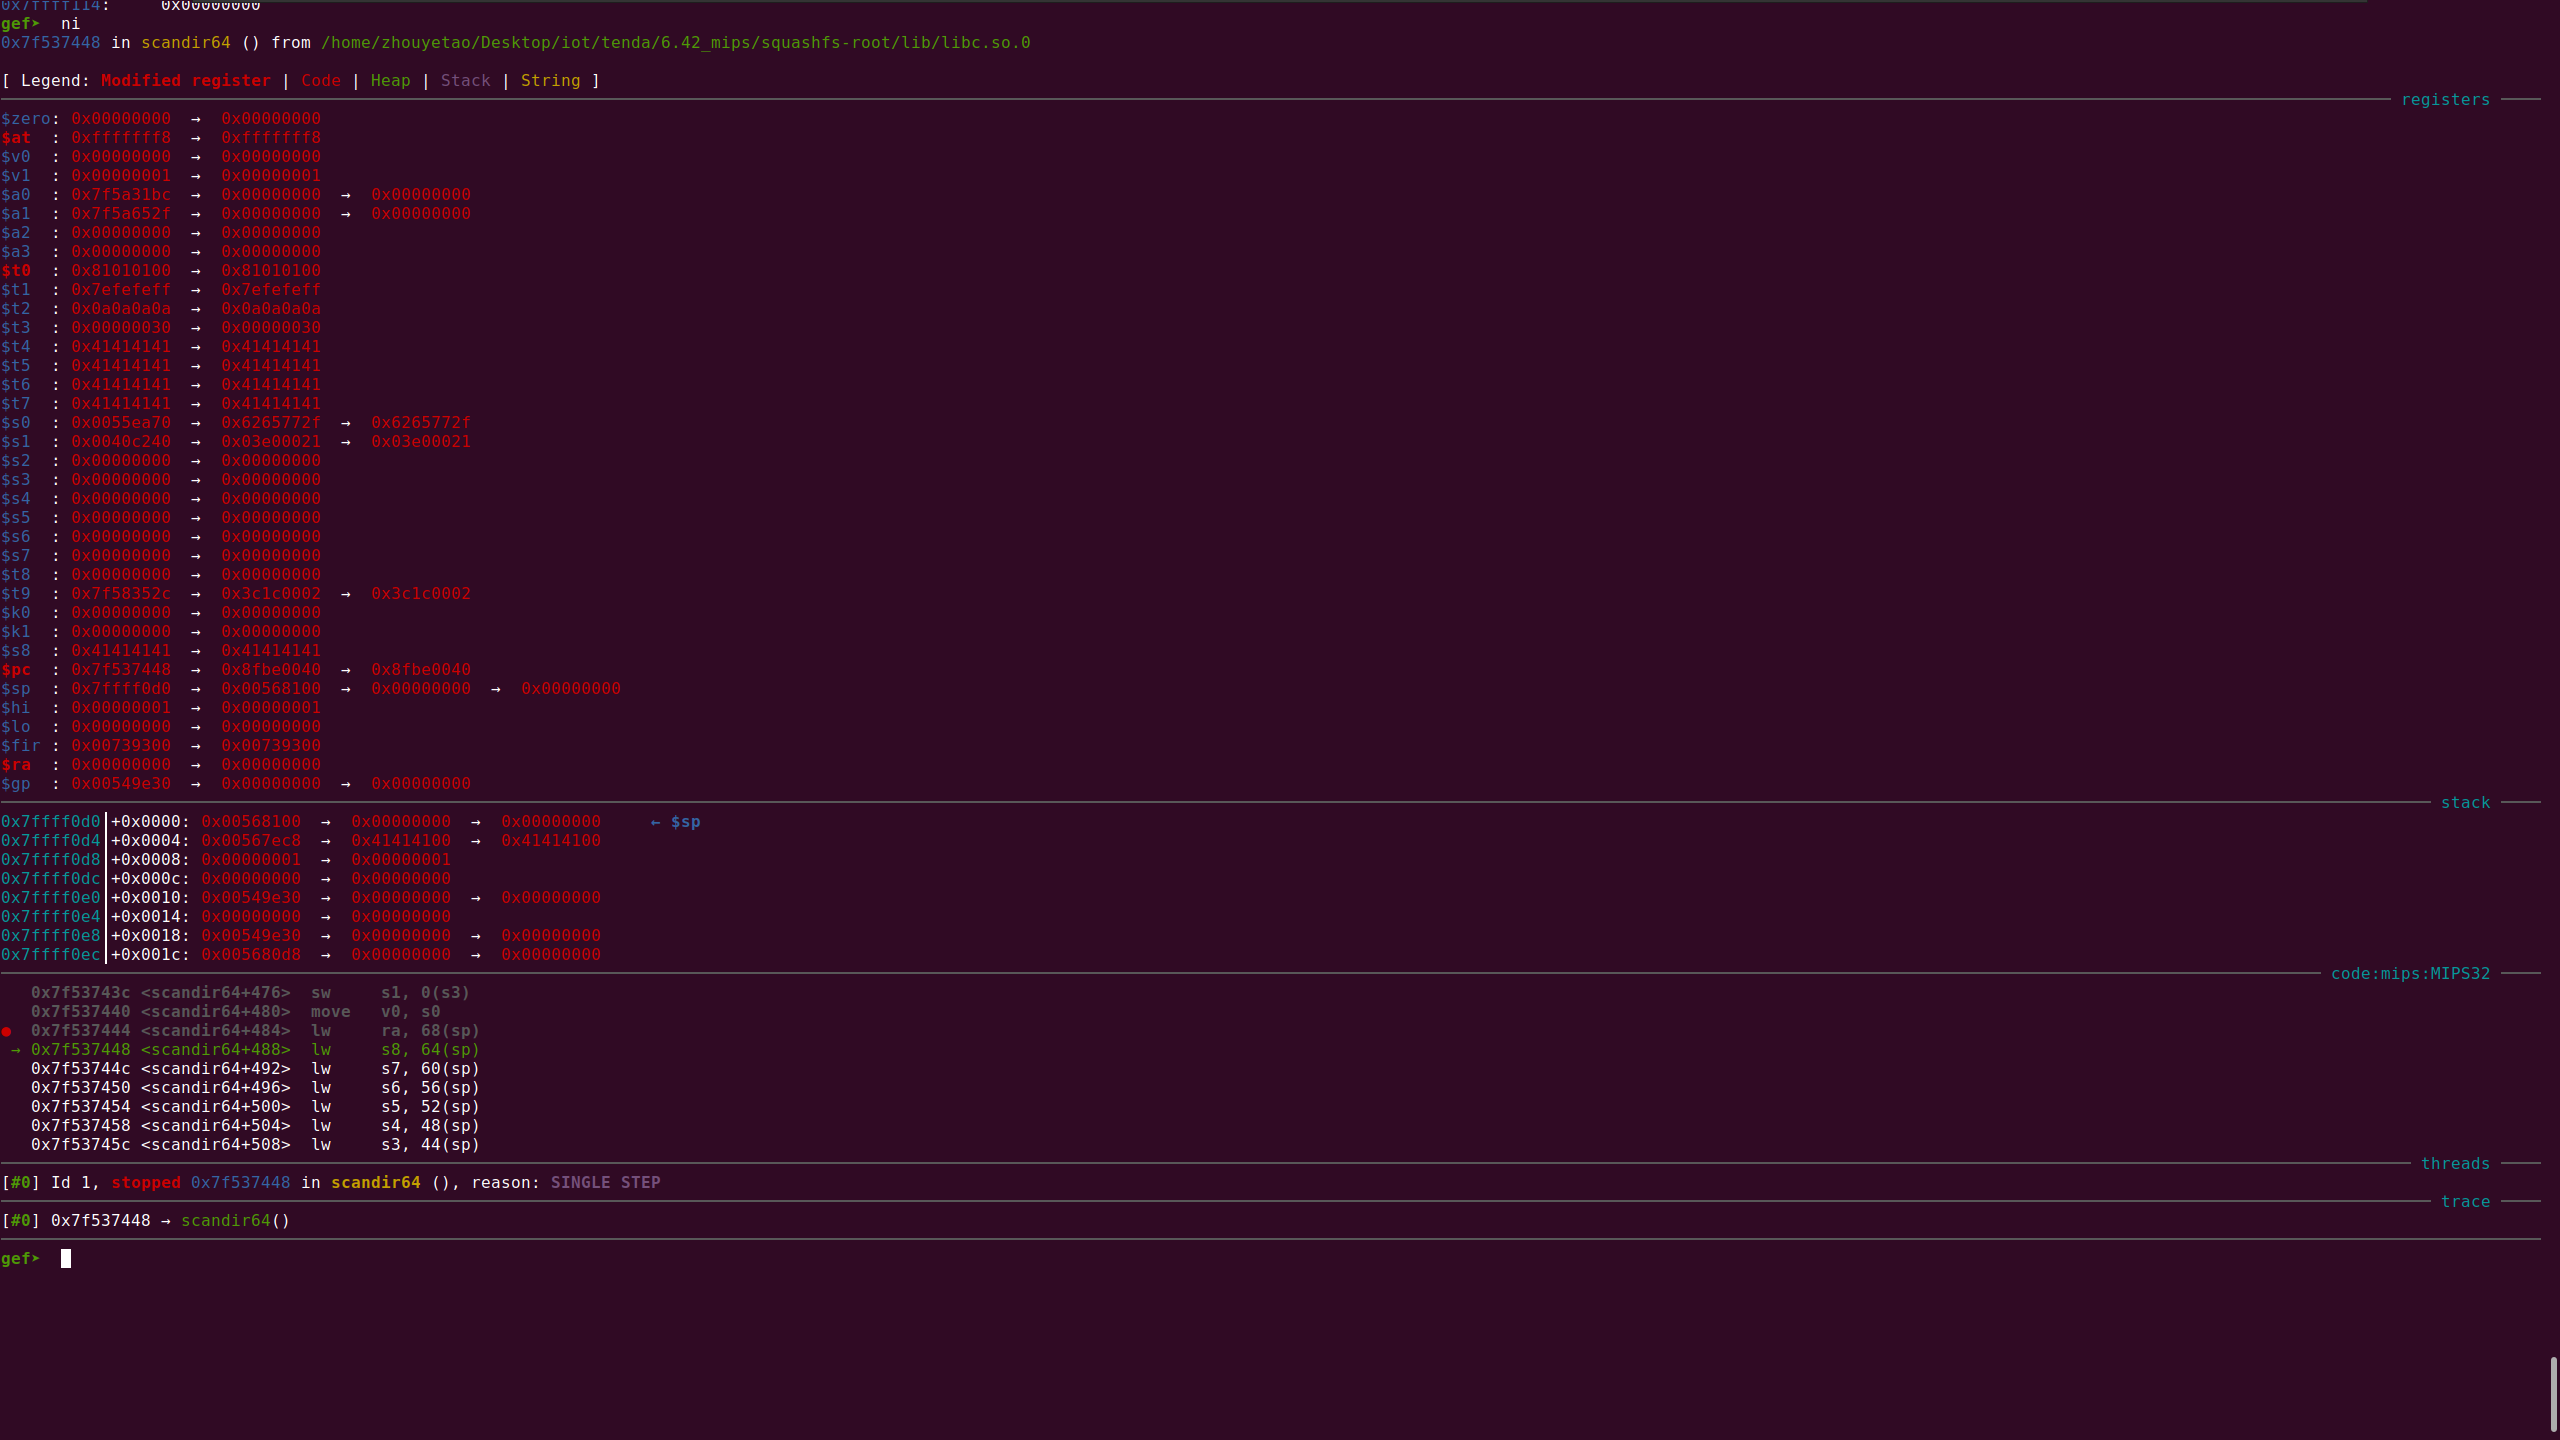 0x7ffff114:     0x00000000
gef➤  ni
0x7f537448 in scandir64 () from /home/zhouyetao/Desktop/iot/tenda/6.42_mips/squashfs-root/lib/libc.so.0
[ Legend: Modified register | Code | Heap | Stack | String ]
registers
$zero: 0x00000000  →  0x00000000
$at  : 0xfffffff8  →  0xfffffff8
$v0  : 0x00000000  →  0x00000000
$v1  : 0x00000001  →  0x00000001
$a0  : 0x7f5a31bc  →  0x00000000  →  0x00000000
$a1  : 0x7f5a652f  →  0x00000000  →  0x00000000
$a2  : 0x00000000  →  0x00000000
$a3  : 0x00000000  →  0x00000000
$t0  : 0x81010100  →  0x81010100
$t1  : 0x7efefeff  →  0x7efefeff
$t2  : 0x0a0a0a0a  →  0x0a0a0a0a
$t3  : 0x00000030  →  0x00000030
$t4  : 0x41414141  →  0x41414141
$t5  : 0x41414141  →  0x41414141
$t6  : 0x41414141  →  0x41414141
$t7  : 0x41414141  →  0x41414141
$s0  : 0x0055ea70  →  0x6265772f  →  0x6265772f
$s1  : 0x0040c240  →  0x03e00021  →  0x03e00021
$s2  : 0x00000000  →  0x00000000
$s3  : 0x00000000  →  0x00000000
$s4  : 0x00000000  →  0x00000000
$s5  : 0x00000000  →  0x00000000
$s6  : 0x00000000  →  0x00000000
$s7  : 0x00000000  →  0x00000000
$t8  : 0x00000000  →  0x00000000
$t9  : 0x7f58352c  →  0x3c1c0002  →  0x3c1c0002
$k0  : 0x00000000  →  0x00000000
$k1  : 0x00000000  →  0x00000000
$s8  : 0x41414141  →  0x41414141
$pc  : 0x7f537448  →  0x8fbe0040  →  0x8fbe0040
$sp  : 0x7ffff0d0  →  0x00568100  →  0x00000000  →  0x00000000
$hi  : 0x00000001  →  0x00000001
$lo  : 0x00000000  →  0x00000000
$fir : 0x00739300  →  0x00739300
$ra  : 0x00000000  →  0x00000000
$gp  : 0x00549e30  →  0x00000000  →  0x00000000
stack
0x7ffff0d0│+0x0000: 0x00568100  →  0x00000000  →  0x00000000     ← $sp
0x7ffff0d4│+0x0004: 0x00567ec8  →  0x41414100  →  0x41414100
0x7ffff0d8│+0x0008: 0x00000001  →  0x00000001
0x7ffff0dc│+0x000c: 0x00000000  →  0x00000000
0x7ffff0e0│+0x0010: 0x00549e30  →  0x00000000  →  0x00000000
0x7ffff0e4│+0x0014: 0x00000000  →  0x00000000
0x7ffff0e8│+0x0018: 0x00549e30  →  0x00000000  →  0x00000000
0x7ffff0ec│+0x001c: 0x005680d8  →  0x00000000  →  0x00000000
code:mips:MIPS32
0x7f53743c <scandir64+476>  sw     s1, 0(s3)
0x7f537440 <scandir64+480>  move   v0, s0
●  0x7f537444 <scandir64+484>  lw     ra, 68(sp)
→ 0x7f537448 <scandir64+488>  lw     s8, 64(sp)
0x7f53744c <scandir64+492>  lw     s7, 60(sp)
0x7f537450 <scandir64+496>  lw     s6, 56(sp)
0x7f537454 <scandir64+500>  lw     s5, 52(sp)
0x7f537458 <scandir64+504>  lw     s4, 48(sp)
0x7f53745c <scandir64+508>  lw     s3, 44(sp)
threads
[#0] Id 1, stopped 0x7f537448 in scandir64 (), reason: SINGLE STEP
trace
[#0] 0x7f537448 → scandir64()
gef➤